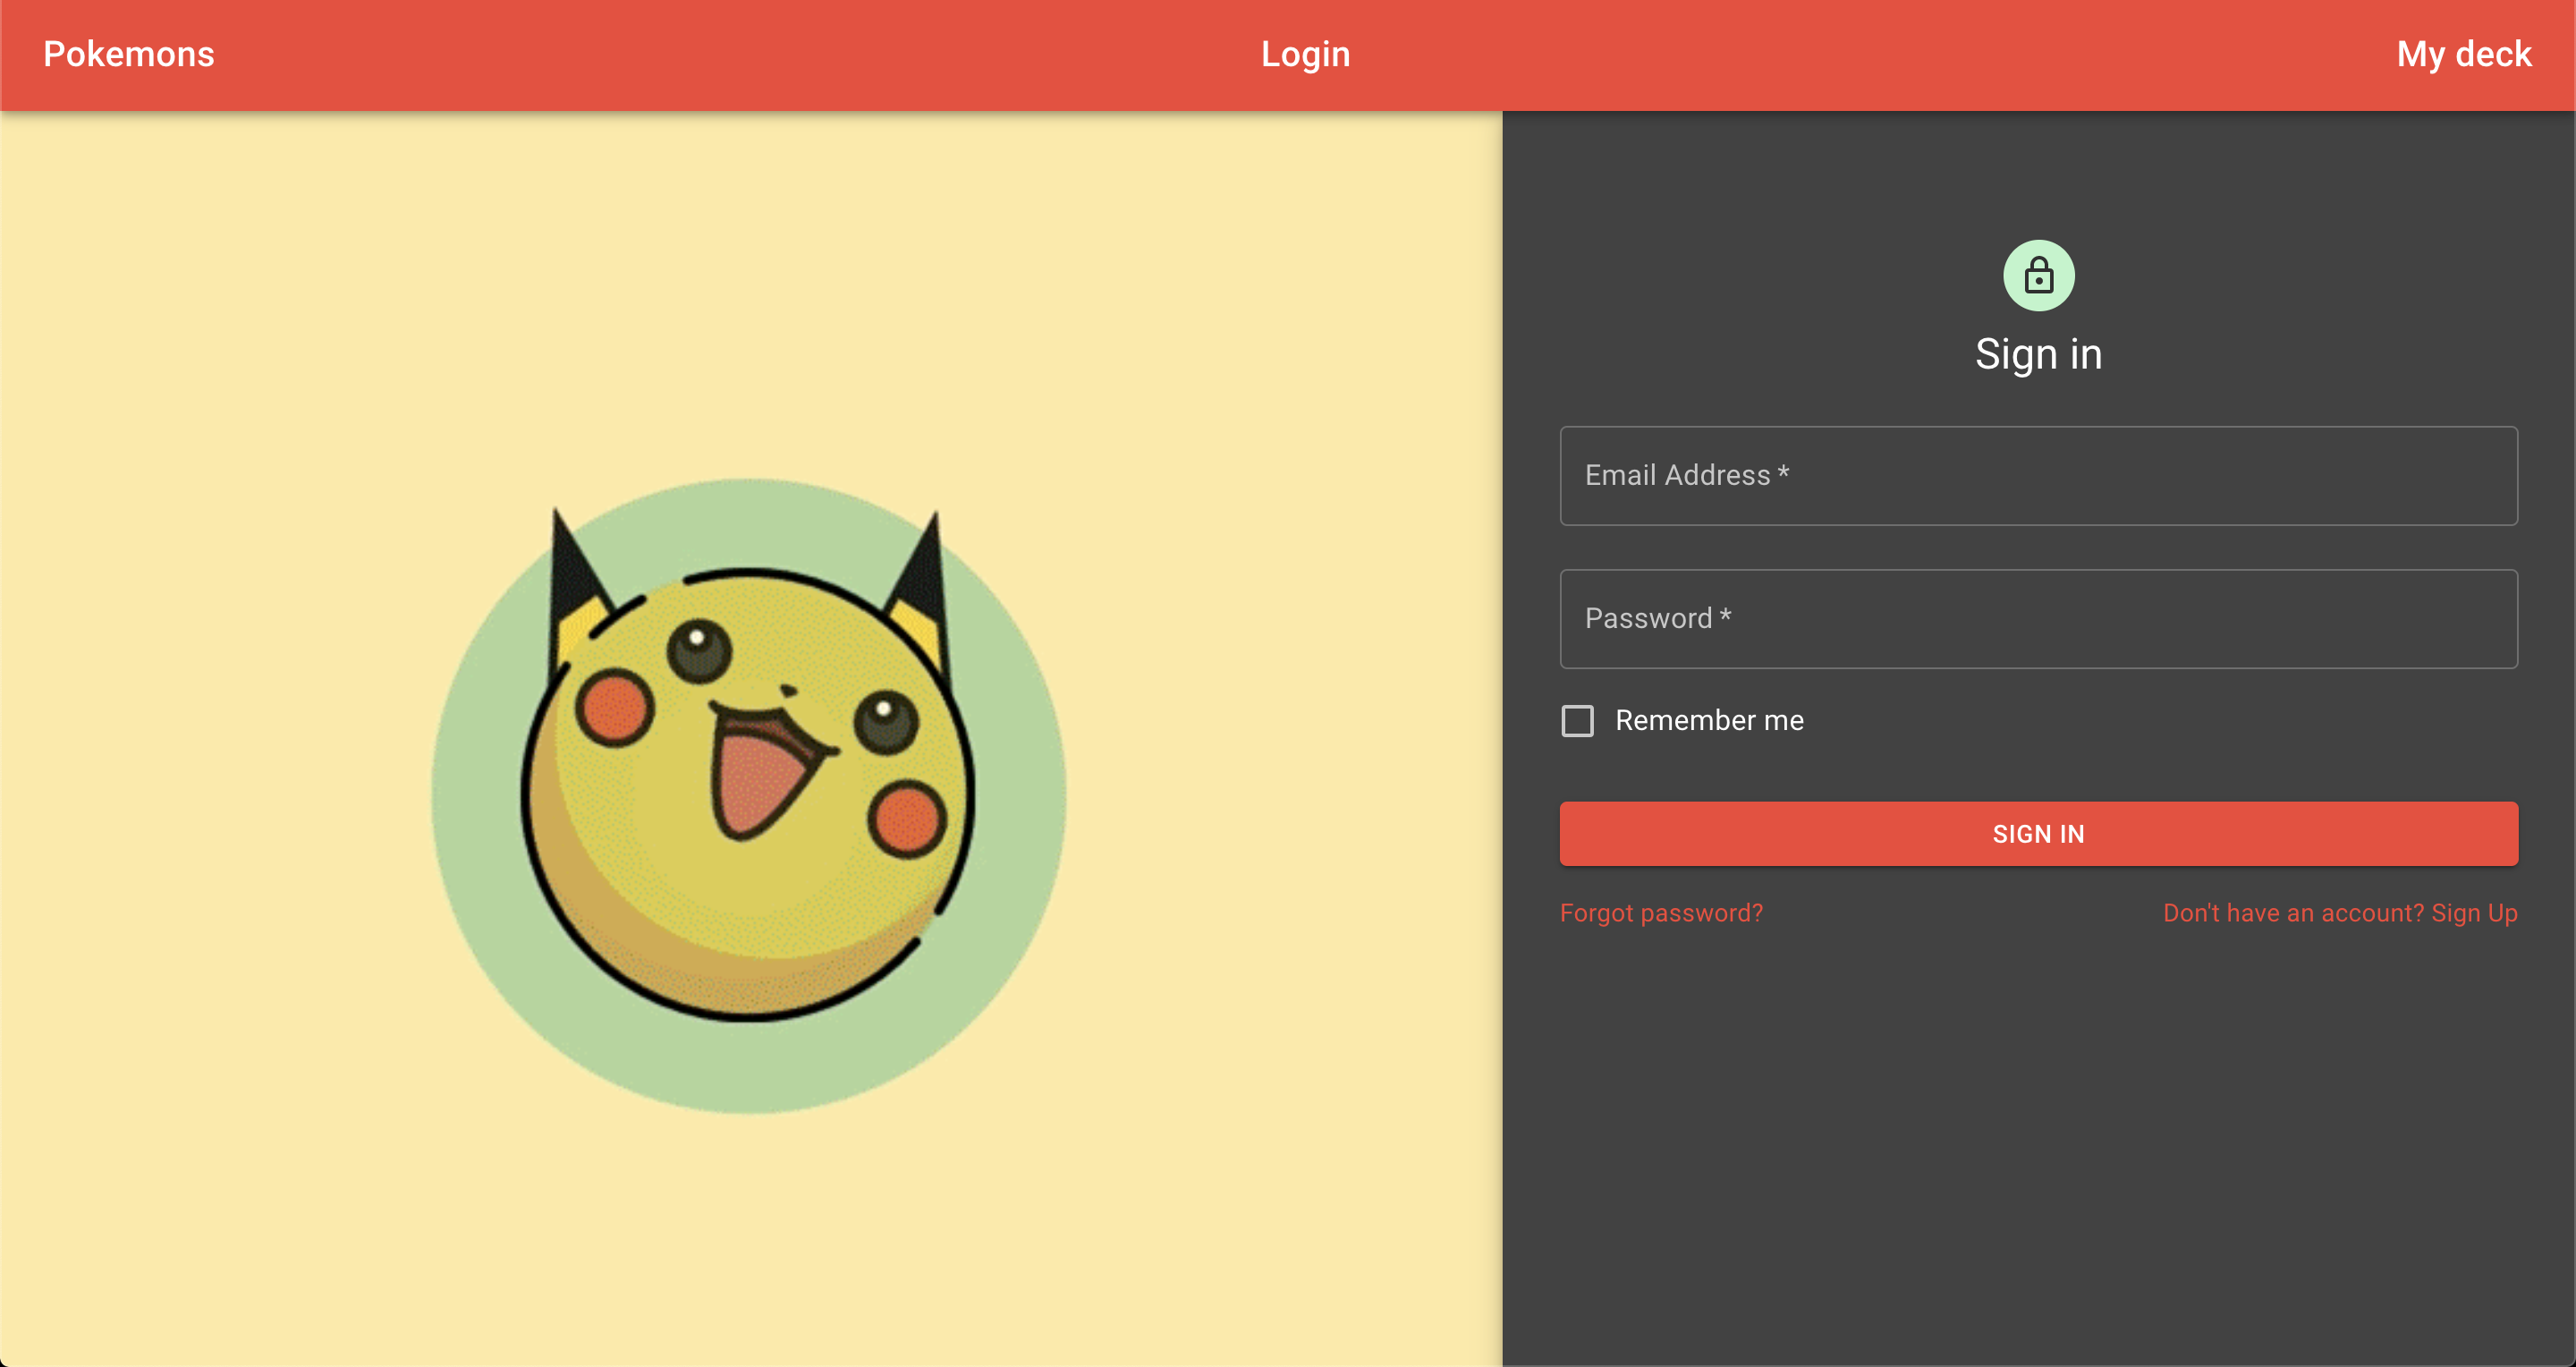 Pokemons
Login
My deck
Sign in
Email Address *
Password *
Remember me
SIGN IN
Forgot password?
Don't have an account? Sign Up